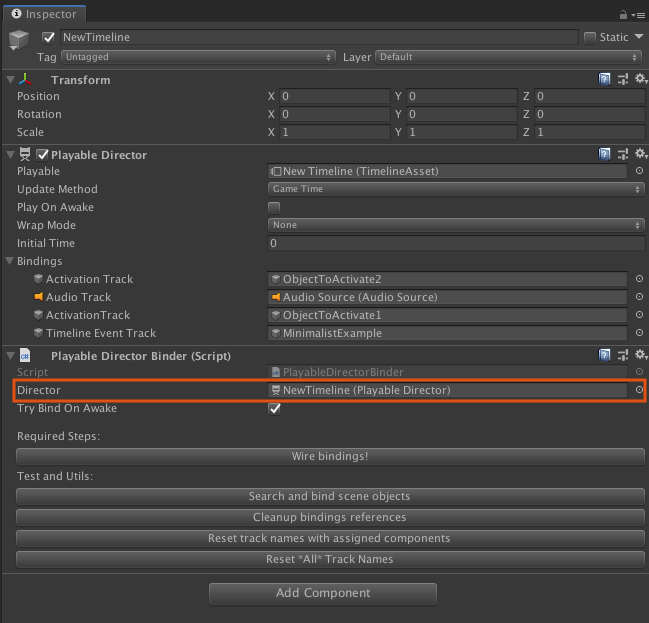 Inspector
NewTimeline Static
Tag Untagged Layer Default
Transform
Position X 0 Y 0 Z 0
Rotation X 0 Y 0 Z 0
Scale X 1 Y 1 Z 1
Playable Director
Playable New Timeline (TimelineAsset)
Update Method Game Time
Play On Awake
Wrap Mode None
Initial Time 0
Bindings
Activation Track ObjectToActivate2
Audio Track Audio Source (Audio Source)
ActivationTrack ObjectToActivate1
Timeline Event Track MinimalistExample
Playable Director Binder (Script)
Script PlayableDirectorBinder
Director NewTimeline (Playable Director)
Try Bind On Awake
Required Steps:
Wire bindings!
Test and Utils:
Search and bind scene objects
Cleanup bindings references
Reset track names with assigned components
Reset *All* Track Names
Add Component